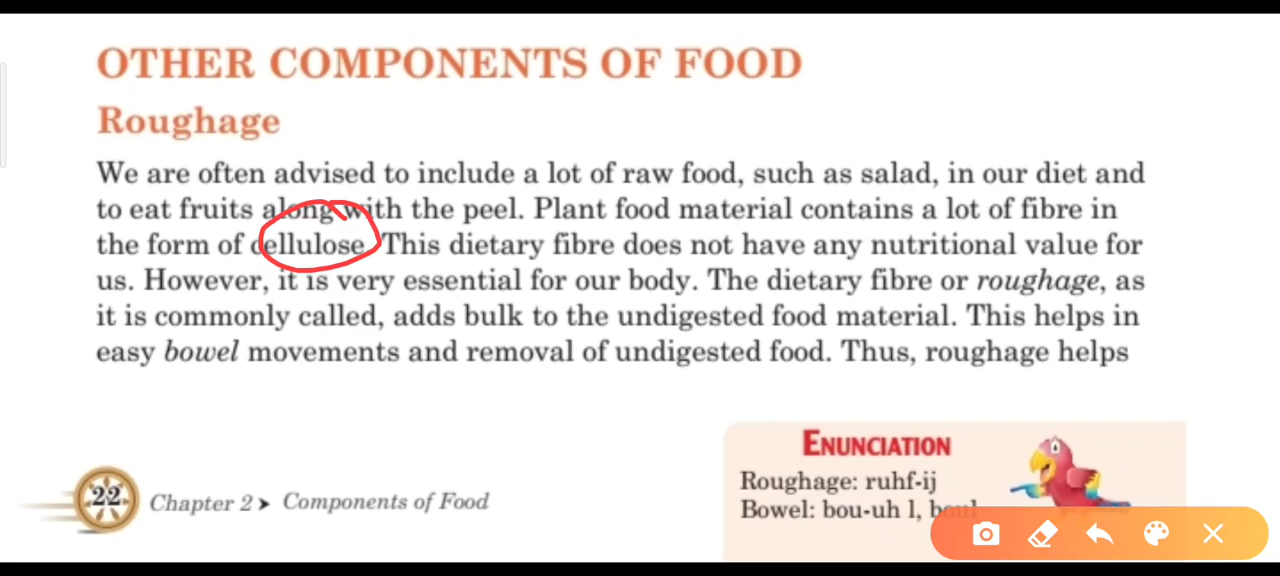 OTHER COMPONENTS OF FOOD
Roughage
We are often advised to include a lot of raw food, such as salad, in our diet and
to eat fruits along with the peel. Plant food material contains a lot of fibre in
the form of cellulose. This dietary fibre does not have any nutritional value for
us. However, it is very essential for our body. The dietary fibre or roughage, as
it is commonly called, adds bulk to the undigested food material. This helps in
easy bowel movements and removal of undigested food. Thus, roughage helps
ENUNCIATION
Roughage: ruhf-ij
Bowel: bou-uh l, boul
22 Chapter 2 ➤ Components of Food